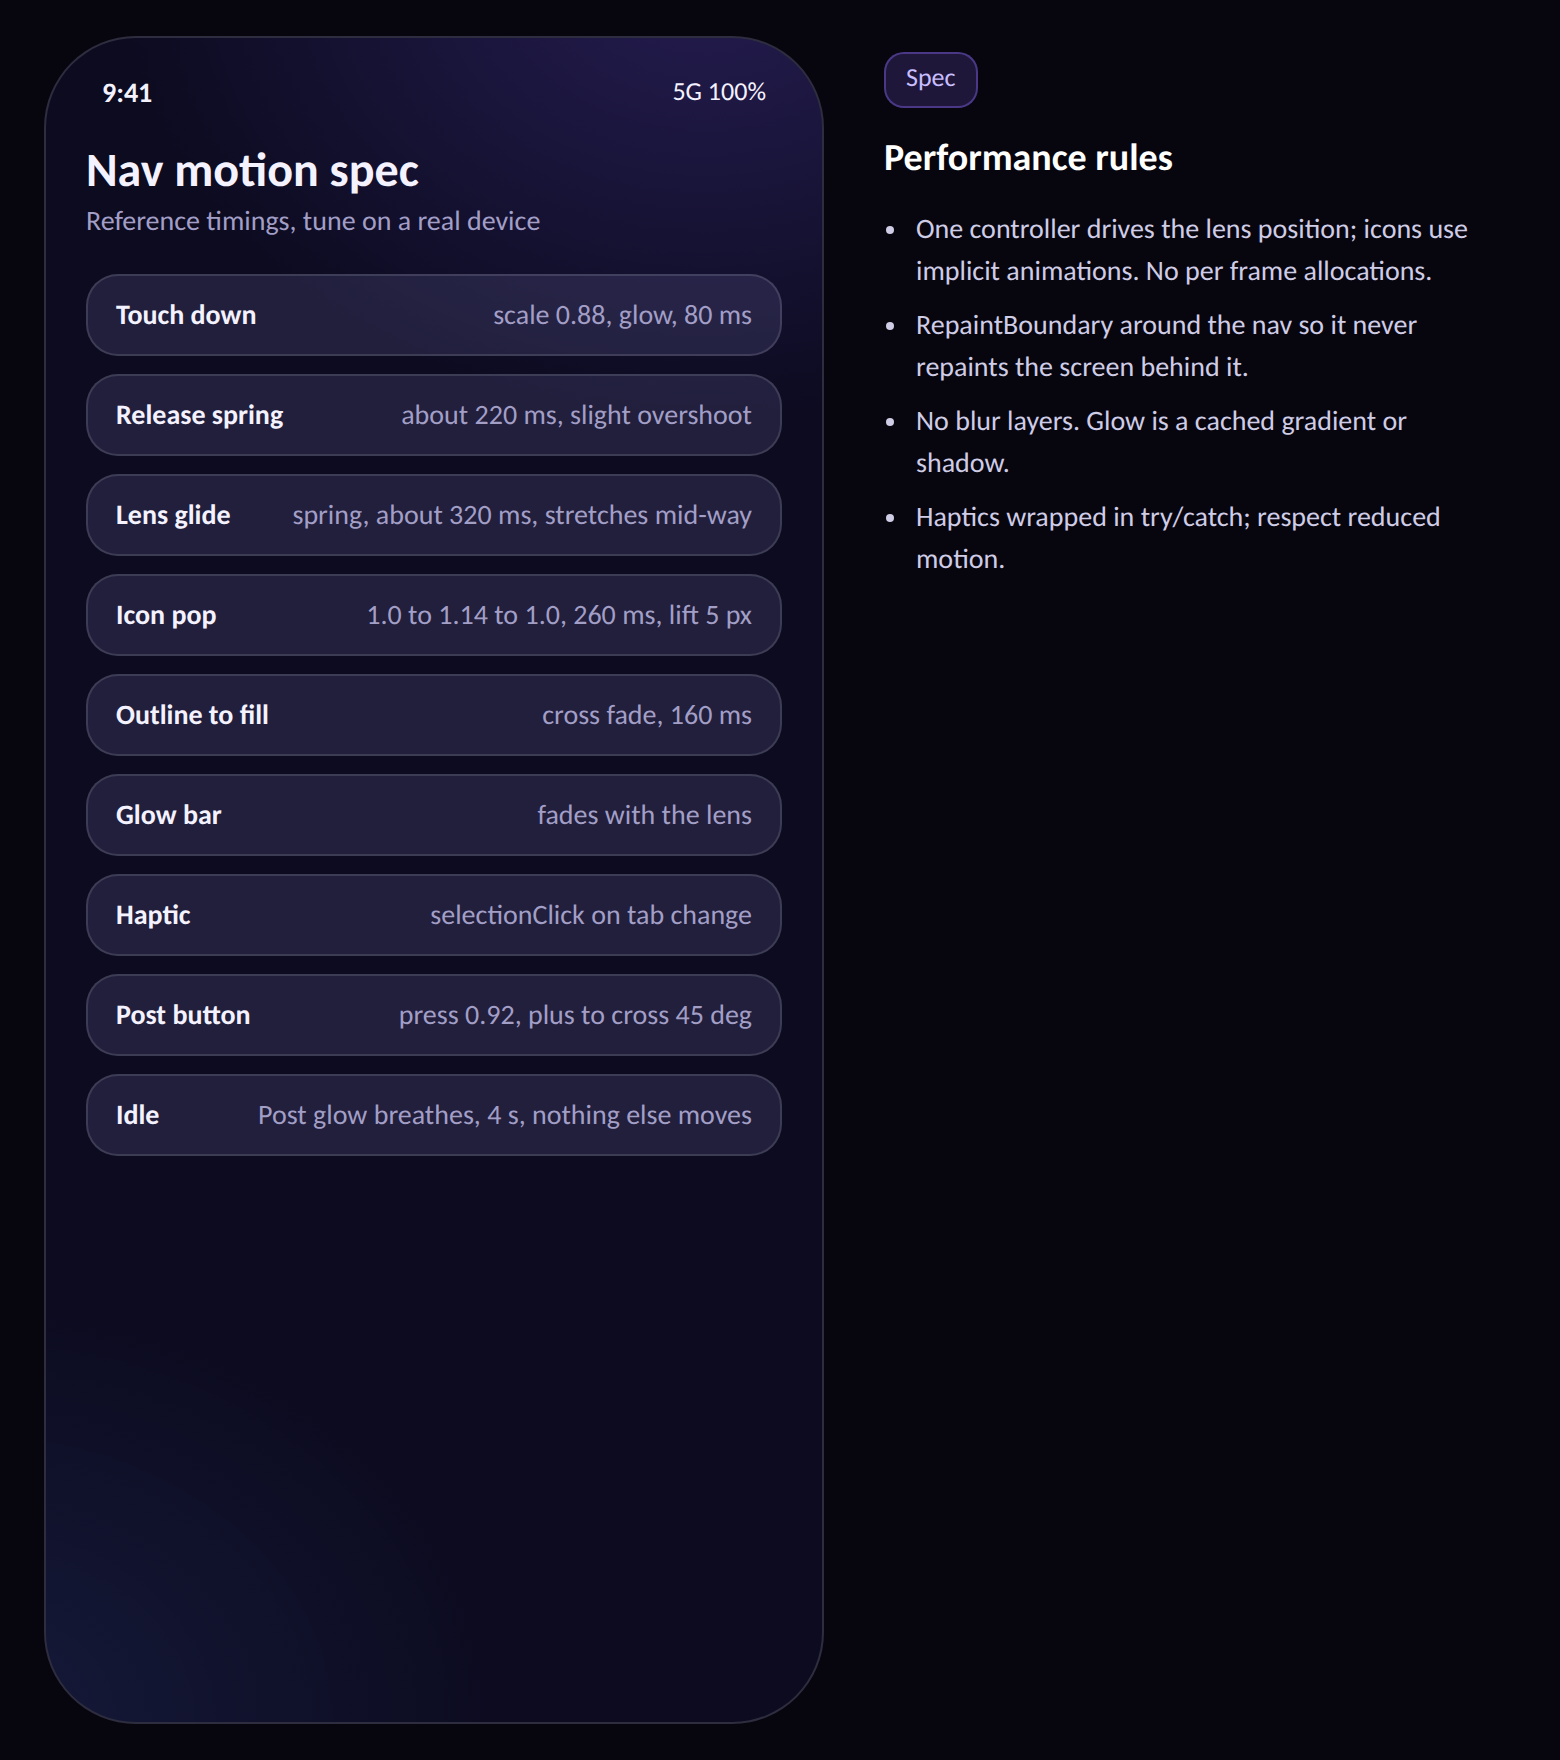 9:41
5G 100%
Nav motion spec
Reference timings, tune on a real device
Touch down
scale 0.88, glow, 80 ms
Release spring
about 220 ms, slight overshoot
Lens glide
spring, about 320 ms, stretches mid-way
Icon pop
1.0 to 1.14 to 1.0, 260 ms, lift 5 px
Outline to fill
cross fade, 160 ms
Glow bar
fades with the lens
Haptic
selectionClick on tab change
Post button
press 0.92, plus to cross 45 deg
Idle
Post glow breathes, 4 s, nothing else moves
Spec
Performance rules
• One controller drives the lens position; icons use
implicit animations. No per frame allocations.
• RepaintBoundary around the nav so it never
repaints the screen behind it.
• No blur layers. Glow is a cached gradient or
shadow.
• Haptics wrapped in try/catch; respect reduced
motion.